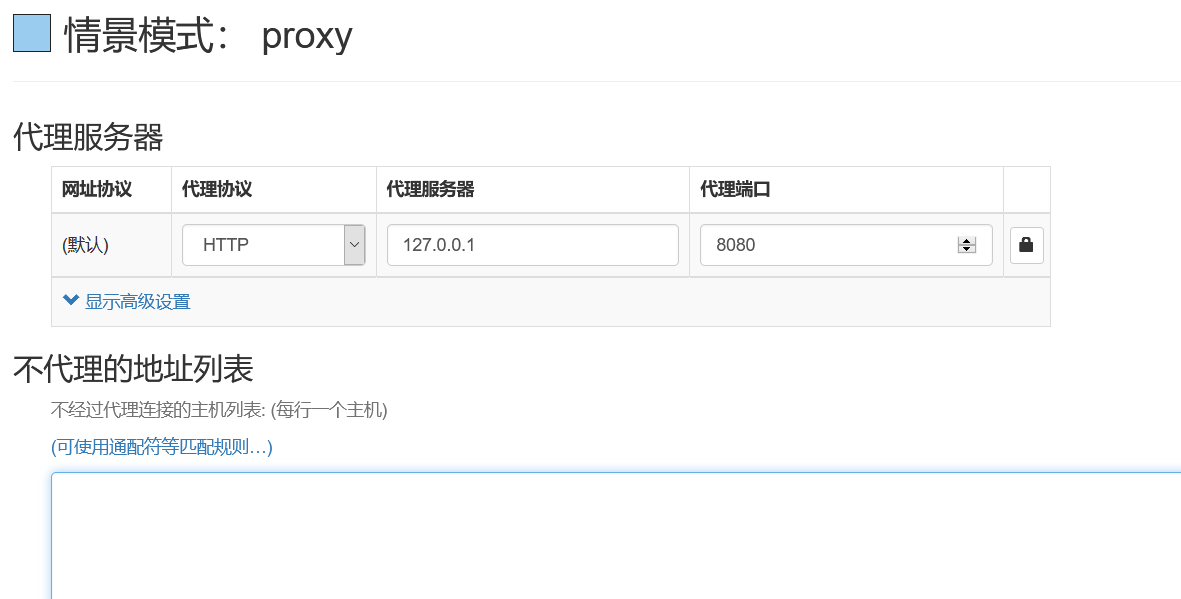 情景模式： proxy
代理服务器
网址协议 代理协议 代理服务器 代理端口
(默认) HTTP 127.0.0.1 8080
显示高级设置
不代理的地址列表
不经过代理连接的主机列表: (每行一个主机)
(可使用通配符等匹配规则…)